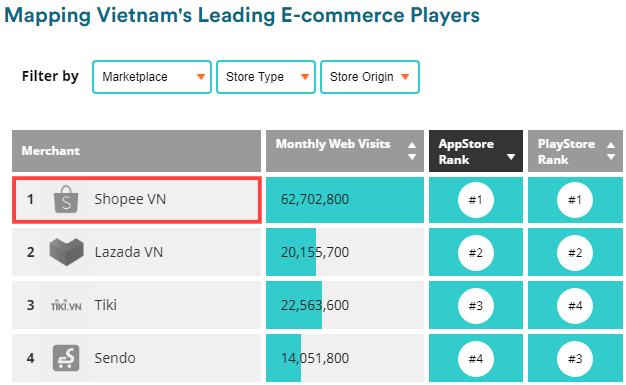 Mapping Vietnam's Leading E-commerce Players
Filter by Marketplace Store Type Store Origin
Merchant Monthly Web Visits AppStore Rank PlayStore Rank
1 S Shopee VN 62,702,800 #1 #1
2 Lazada VN 20,155,700 #2 #2
3 TIKI.VN Tiki 22,563,600 #3 #4
4 S Sendo 14,051,800 #4 #3